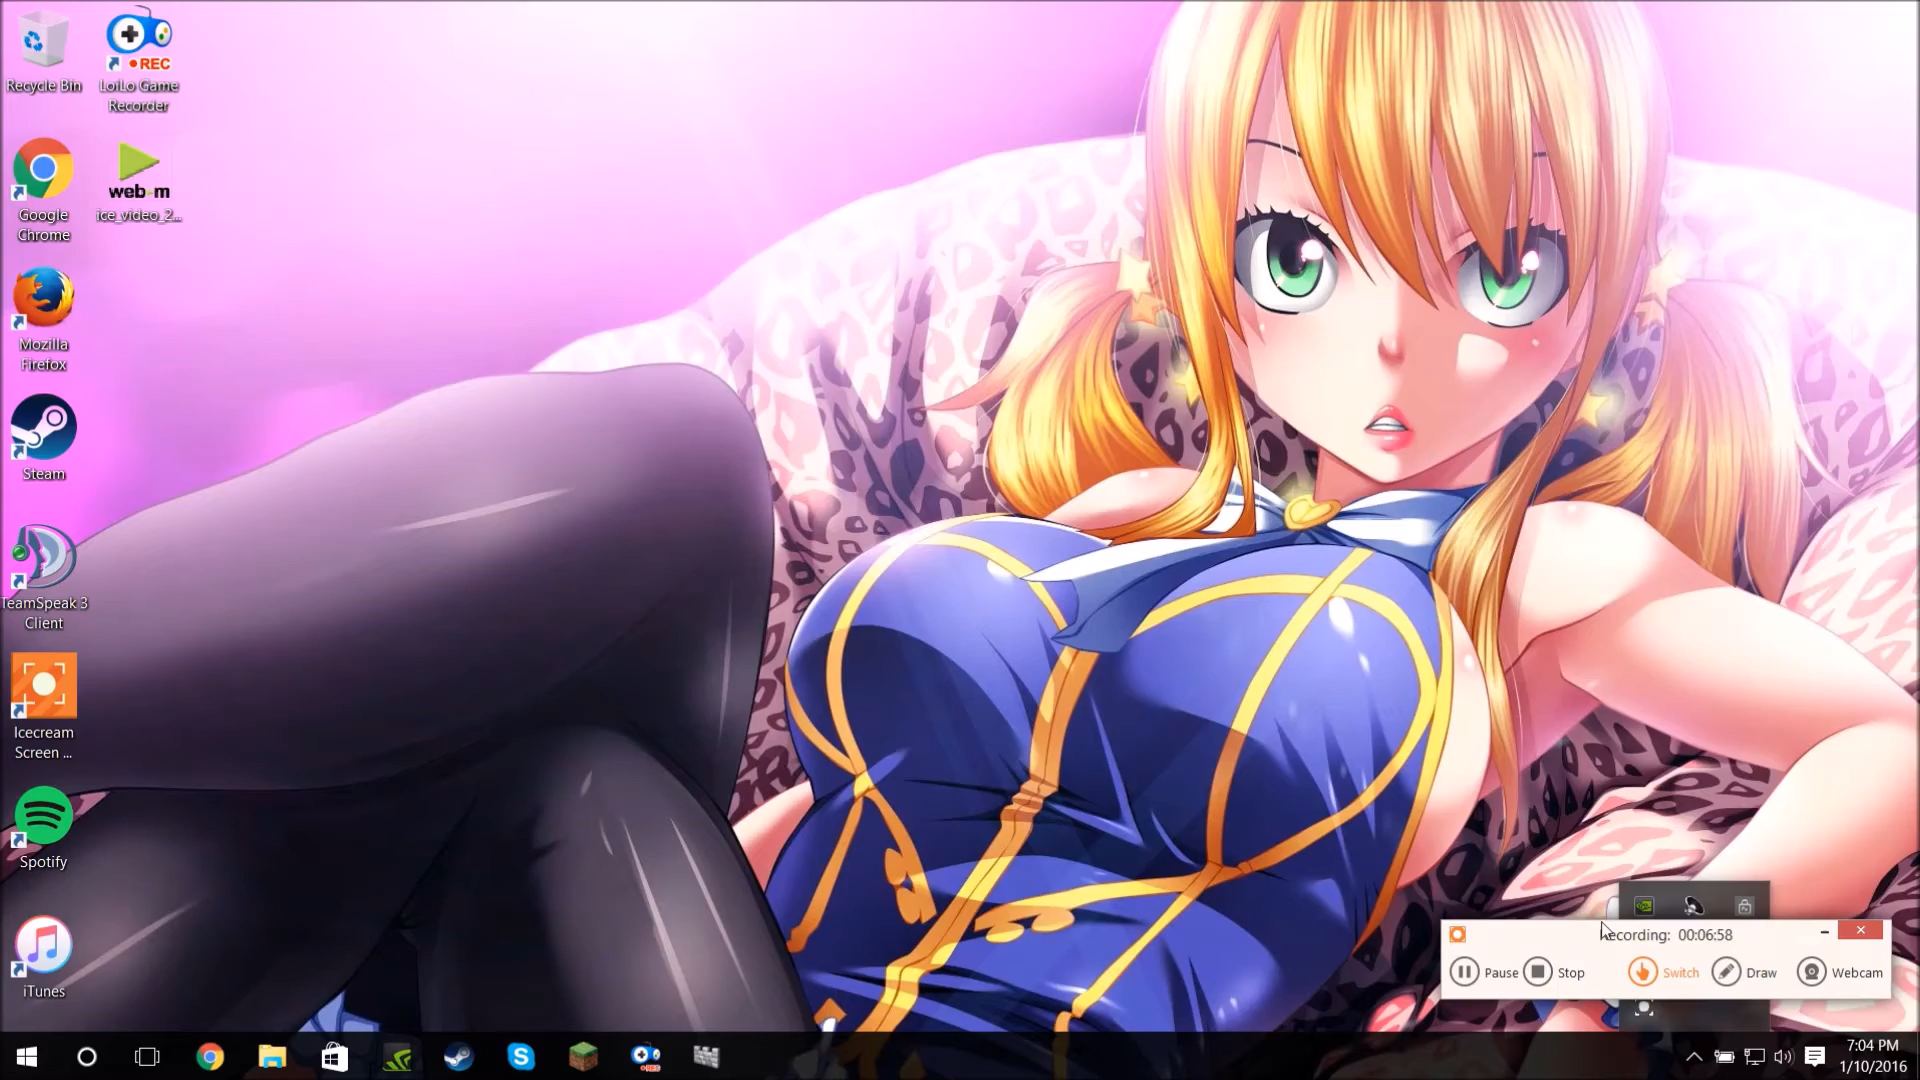 Recycle Bin
LoiLo Game
Recorder
REC
Google
Chrome
web m
ice_video_2...
Mozilla
Firefox
Steam
TeamSpeak 3
Client
Icecream
Screen ...
Spotify
iTunes
ecording: 00:06:58
Pause
Stop
Switch
Draw
Webcam
REC
7:04 PM
1/10/2016